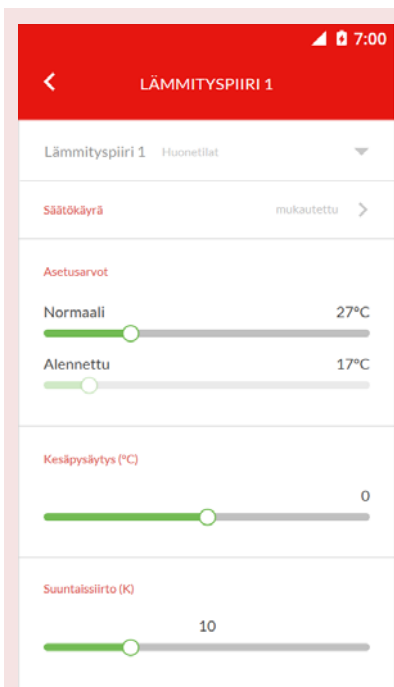 7:00
LÄMMITYSPIIRI 1
Lämmityspiiri 1 Huonetilat
Säätökäyrä mukautettu
Asetusarvot
Normaali 27°C
Alennettu 17°C
Kesäpysäytys (°C)
0
Suuntaissiirto (K)
10